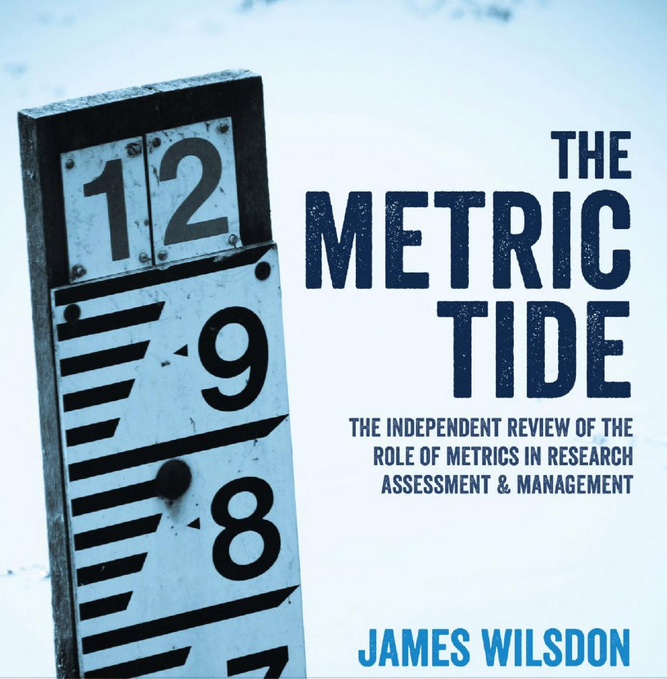 12
9
8
7
THE
METRIC
TIDE
THE INDEPENDENT REVIEW OF THE
ROLE OF METRICS IN RESEARCH
ASSESSMENT & MANAGEMENT
JAMES WILSDON